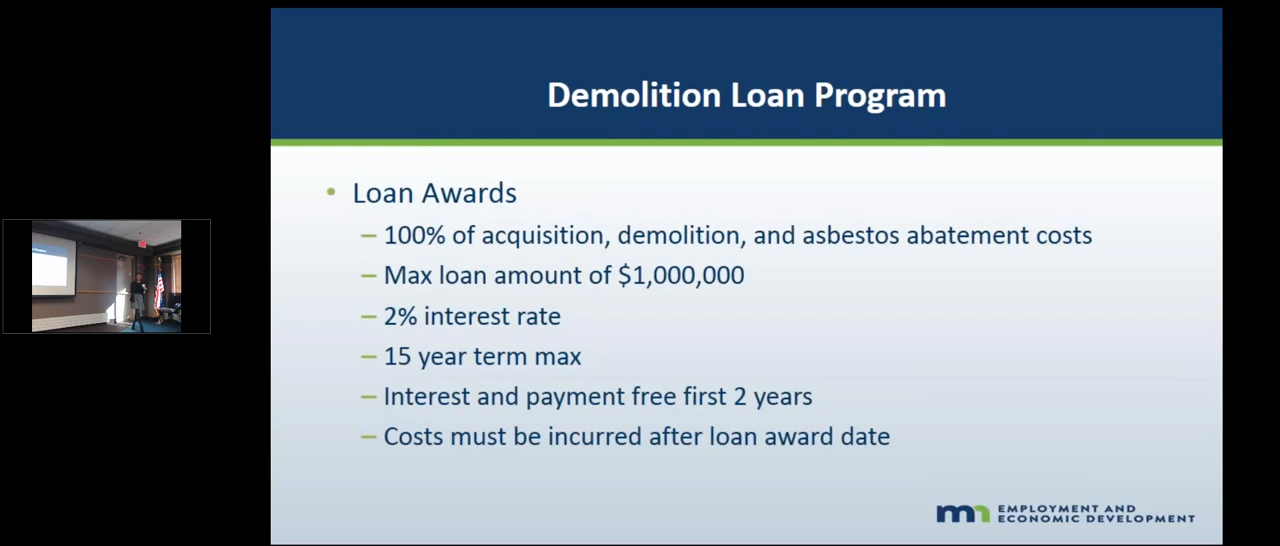 Demolition Loan Program
• Loan Awards
– 100% of acquisition, demolition, and asbestos abatement costs
– Max loan amount of $1,000,000
– 2% interest rate
– 15 year term max
– Interest and payment free first 2 years
– Costs must be incurred after loan award date
mn EMPLOYMENT AND
ECONOMIC DEVELOPMENT